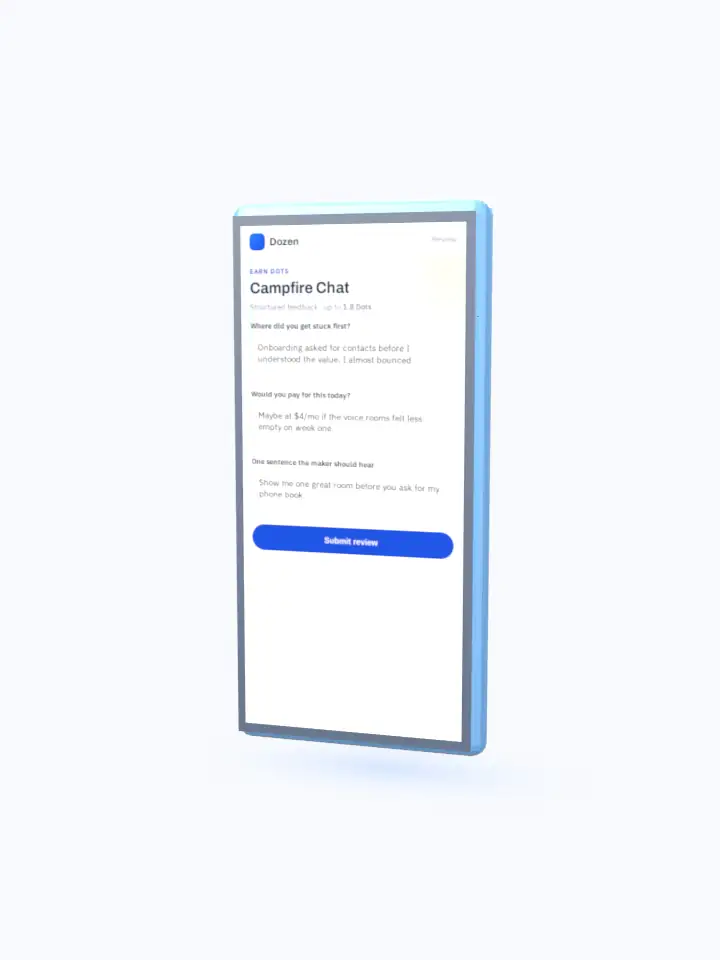 Dozen
Review
EARN DOTS
Campfire Chat
Structured feedback · up to 1.8 Dots
Where did you get stuck first?
Onboarding asked for contacts before I
understood the value. I almost bounced
Would you pay for this today?
Maybe at $4/mo if the voice rooms felt less
empty on week one
One sentence the maker should hear
Show me one great room before you ask for my
phone book
Submit review